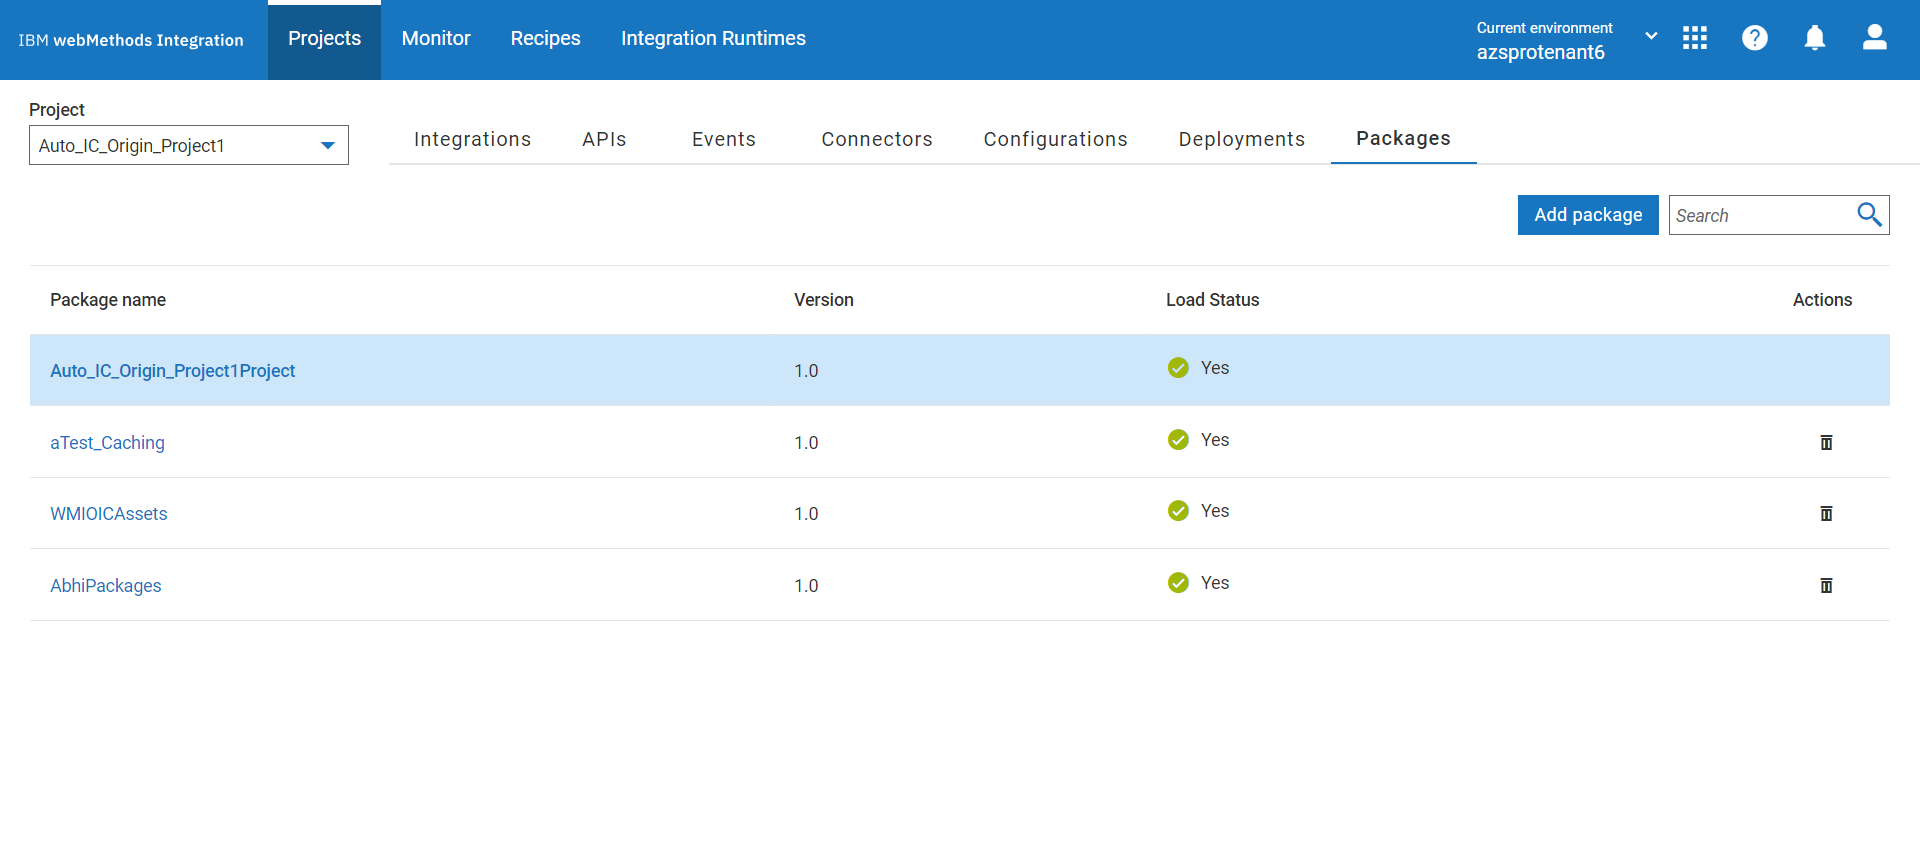 IBM webMethods Integration
Projects
Monitor
Recipes
Integration Runtimes
Current environment
azsprotenant6
?
Project
Auto_IC_Origin_Project1
Integrations
APIs
Events
Connectors
Configurations
Deployments
Packages
Add package
Search
Package name
Version
Load Status
Actions
Auto_IC_Origin_Project1Project
1.0
Yes
aTest_Caching
1.0
Yes
WMIOICAssets
1.0
Yes
AbhiPackages
1.0
Yes